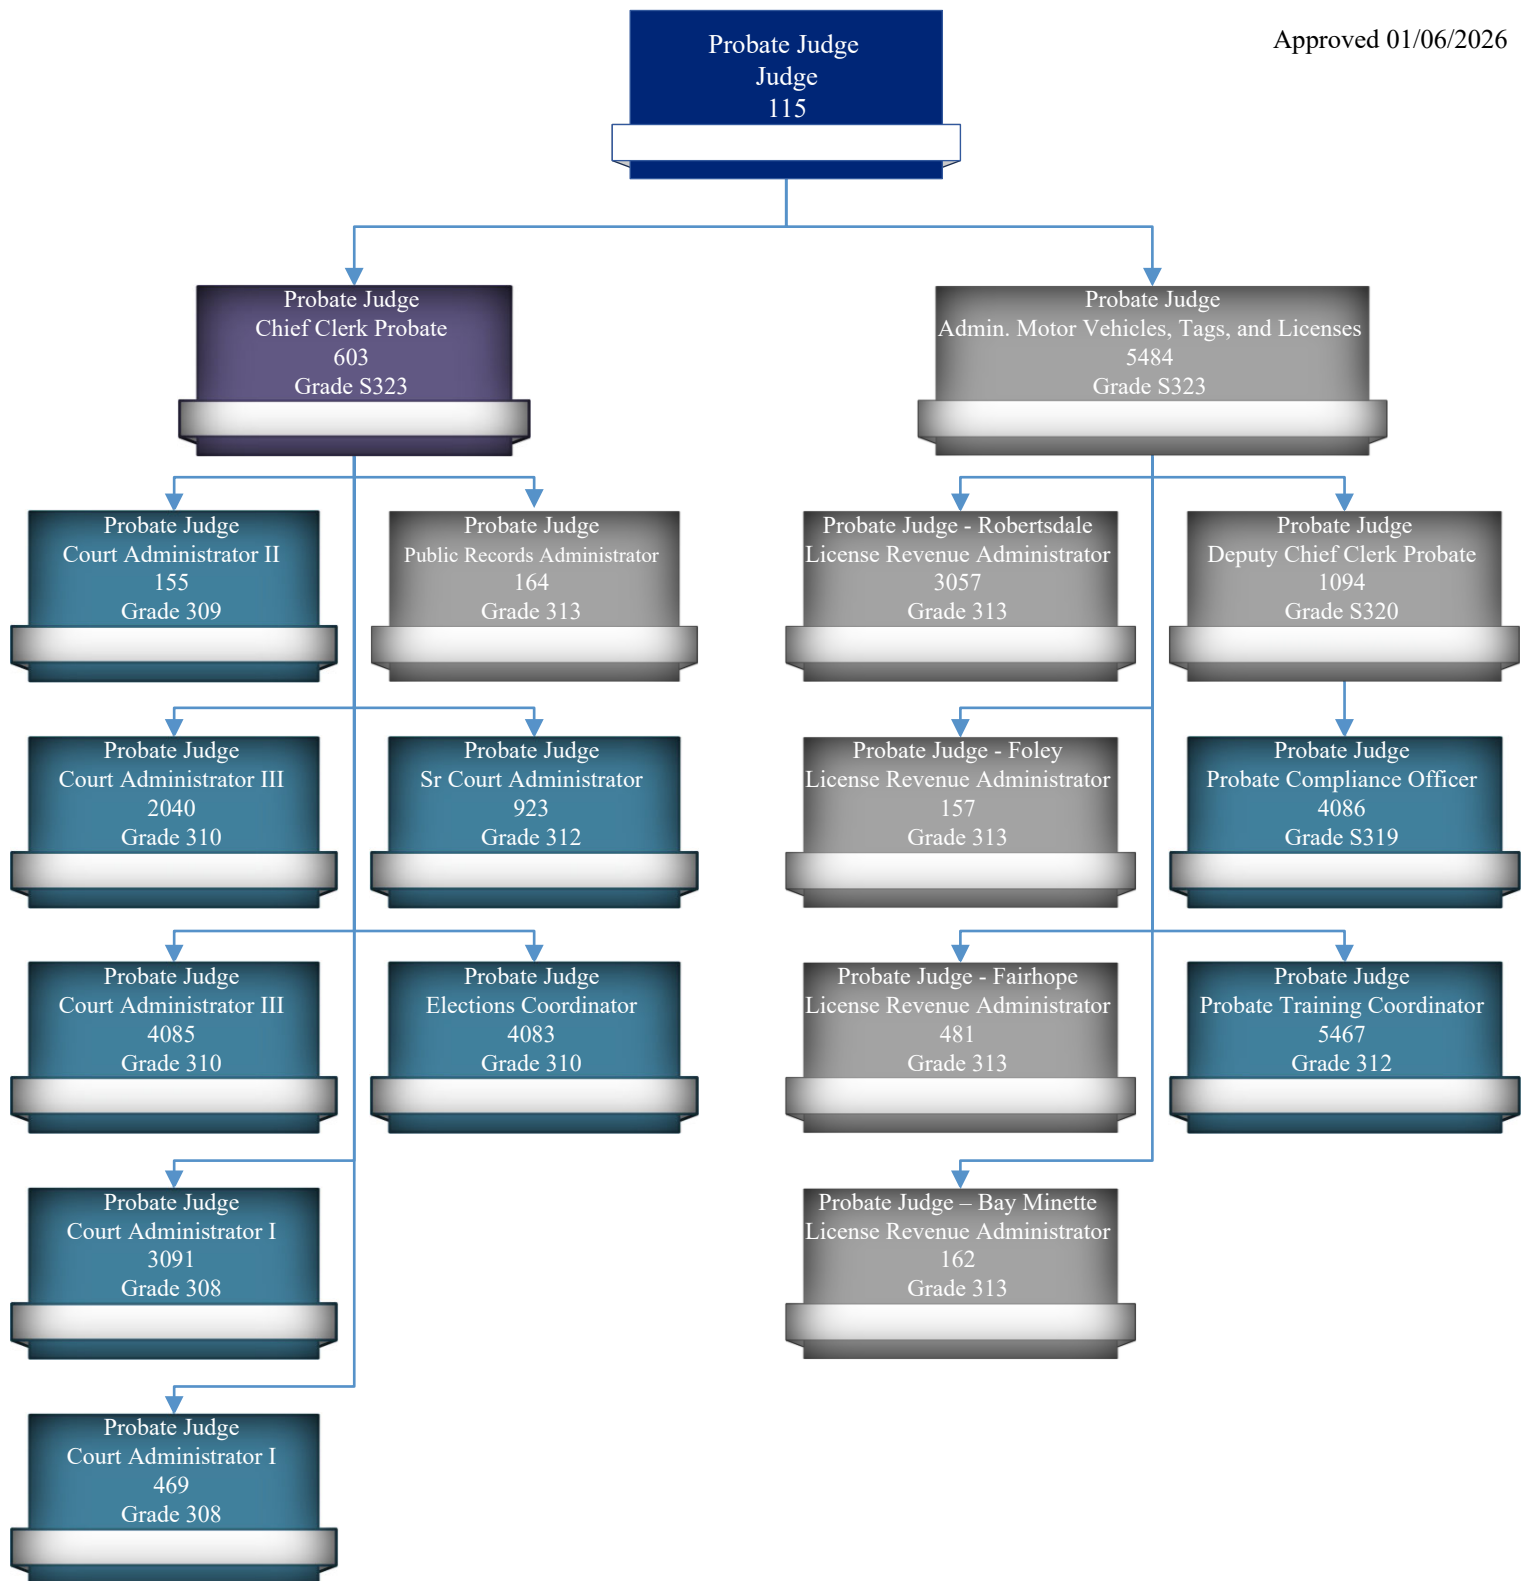 Approved 01/06/2026
Probate Judge
Judge
115
Probate Judge
Chief Clerk Probate
603
Grade S323
Probate Judge
Admin. Motor Vehicles, Tags, and Licenses
5484
Grade S323
Probate Judge
Court Administrator II
155
Grade 309
Probate Judge
Public Records Administrator
164
Grade 313
Probate Judge - Robertsdale
License Revenue Administrator
3057
Grade 313
Probate Judge
Deputy Chief Clerk Probate
1094
Grade S320
Probate Judge
Court Administrator III
2040
Grade 310
Probate Judge
Sr Court Administrator
923
Grade 312
Probate Judge - Foley
License Revenue Administrator
157
Grade 313
Probate Judge
Probate Compliance Officer
4086
Grade S319
Probate Judge
Court Administrator III
4085
Grade 310
Probate Judge
Elections Coordinator
4083
Grade 310
Probate Judge - Fairhope
License Revenue Administrator
481
Grade 313
Probate Judge
Probate Training Coordinator
5467
Grade 312
Probate Judge
Court Administrator I
3091
Grade 308
Probate Judge – Bay Minette
License Revenue Administrator
162
Grade 313
Probate Judge
Court Administrator I
469
Grade 308